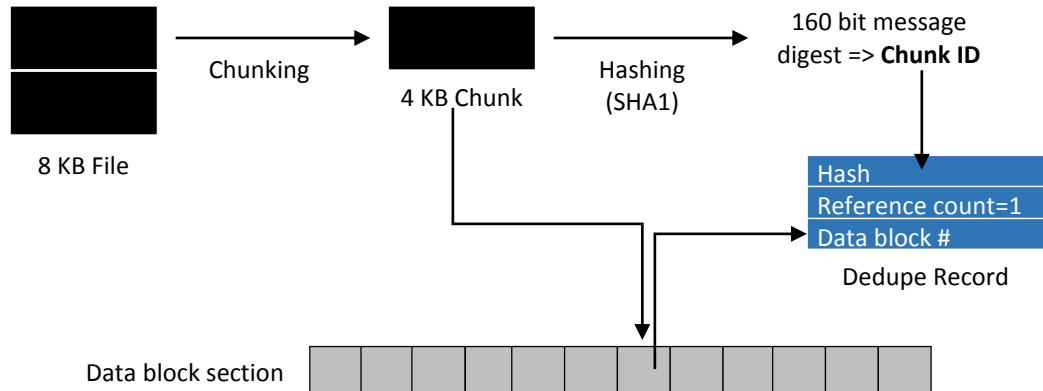 160 bit message
digest => Chunk ID
Chunking
Hashing
(SHA1)
4 KB Chunk
8 KB File
Hash
Reference count=1
Data block #
Dedupe Record
Data block section